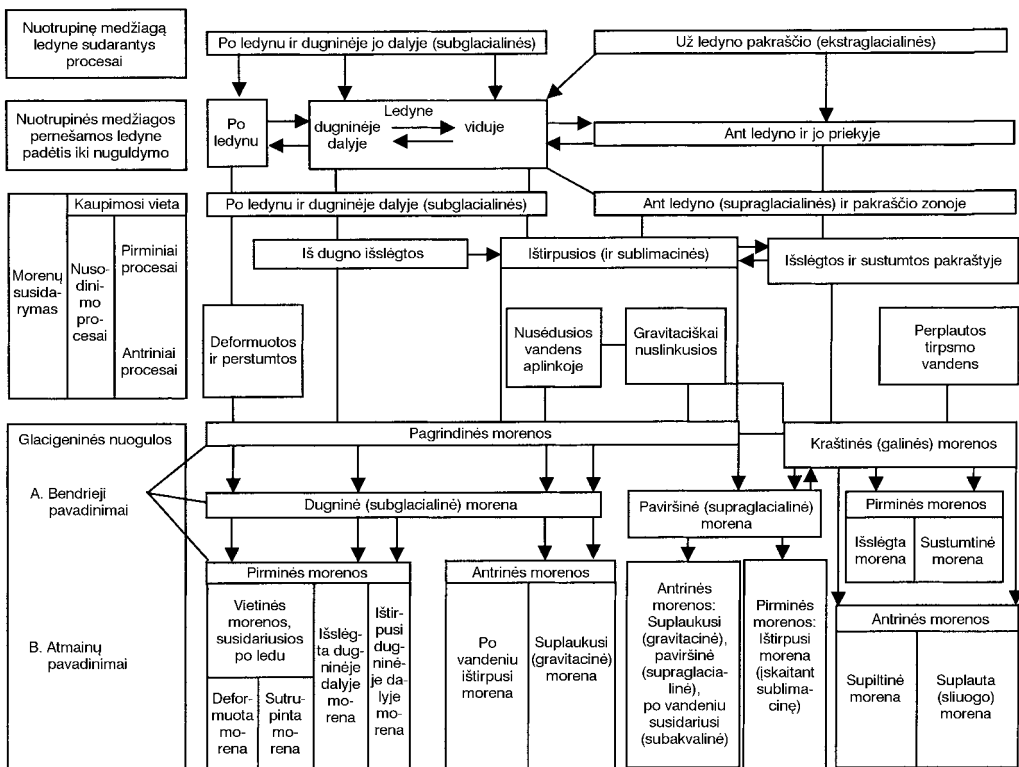 Nuotrupinę medžiagą
ledyne sudarantys
procesai
Po ledynu ir dugninėje jo dalyje (subglacialinės)
Už ledyno pakraščio (ekstraglacialinės)
Nuotrupinės medžiagos
pernešamos ledyne
padėtis iki nuguldymo
Po
ledynu
Ledyne
dugninėje
dalyje
viduje
Ant ledyno ir jo priekyje
Morenų
susida-
rymas
Kaupimosi vieta
Nuso-
dini-
mo
pro-
cesai
Pirminiai
procesai
Antriniai
procesai
Po ledynu ir dugninėje dalyje (subglacialinės)
Ant ledyno (supraglacialinės) ir pakraščio zonoje
Iš dugno išslėgtos
Ištirpusios (ir sublimacinės)
Išslėgtos ir sustumtos pakraštyje
Deformuotos
ir perstumtos
Nusėdusios
vandens
aplinkoje
Gravitaciškai
nuslinkusios
Perplautos
tirpsmo
vandens
Glacigeninės nuogulos
A. Bendrieji
pavadinimai
B. Atmainų
pavadinimai
Pagrindinės morenos
Kraštinės (galinės) morenos
Dugninė (subglacialinė) morena
Paviršinė (supraglacialinė)
morena
Pirminės morenos
Išslėgta
morena
Sustumtinė
morena
Pirminės morenos
Vietinės
morenos,
susidariusios
po ledu
Defor-
muota
mo-
rena
Sutru-
pinta
mo-
rena
Išslėg-
ta dug-
ninėje
dalyje
mo-
rena
Ištir-
pusi
dug-
ninė-
je da-
lyje
mo-
rena
Antrinės morenos
Po
vandeniu
ištirpusi
morena
Suplaukusi
(gravitacinė)
morena
Antrinės
morenos:
Suplaukusi
(gravitacinė),
paviršinė
(supraglacia-
linė),
po vandeniu
susidariusi
(subakvalinė)
Pirminės
morenos:
Ištirpusi
morena
(įskaitant
sublima-
cinę)
Antrinės morenos
Supiltinė
morena
Suplauta
(sliuogo)
morena